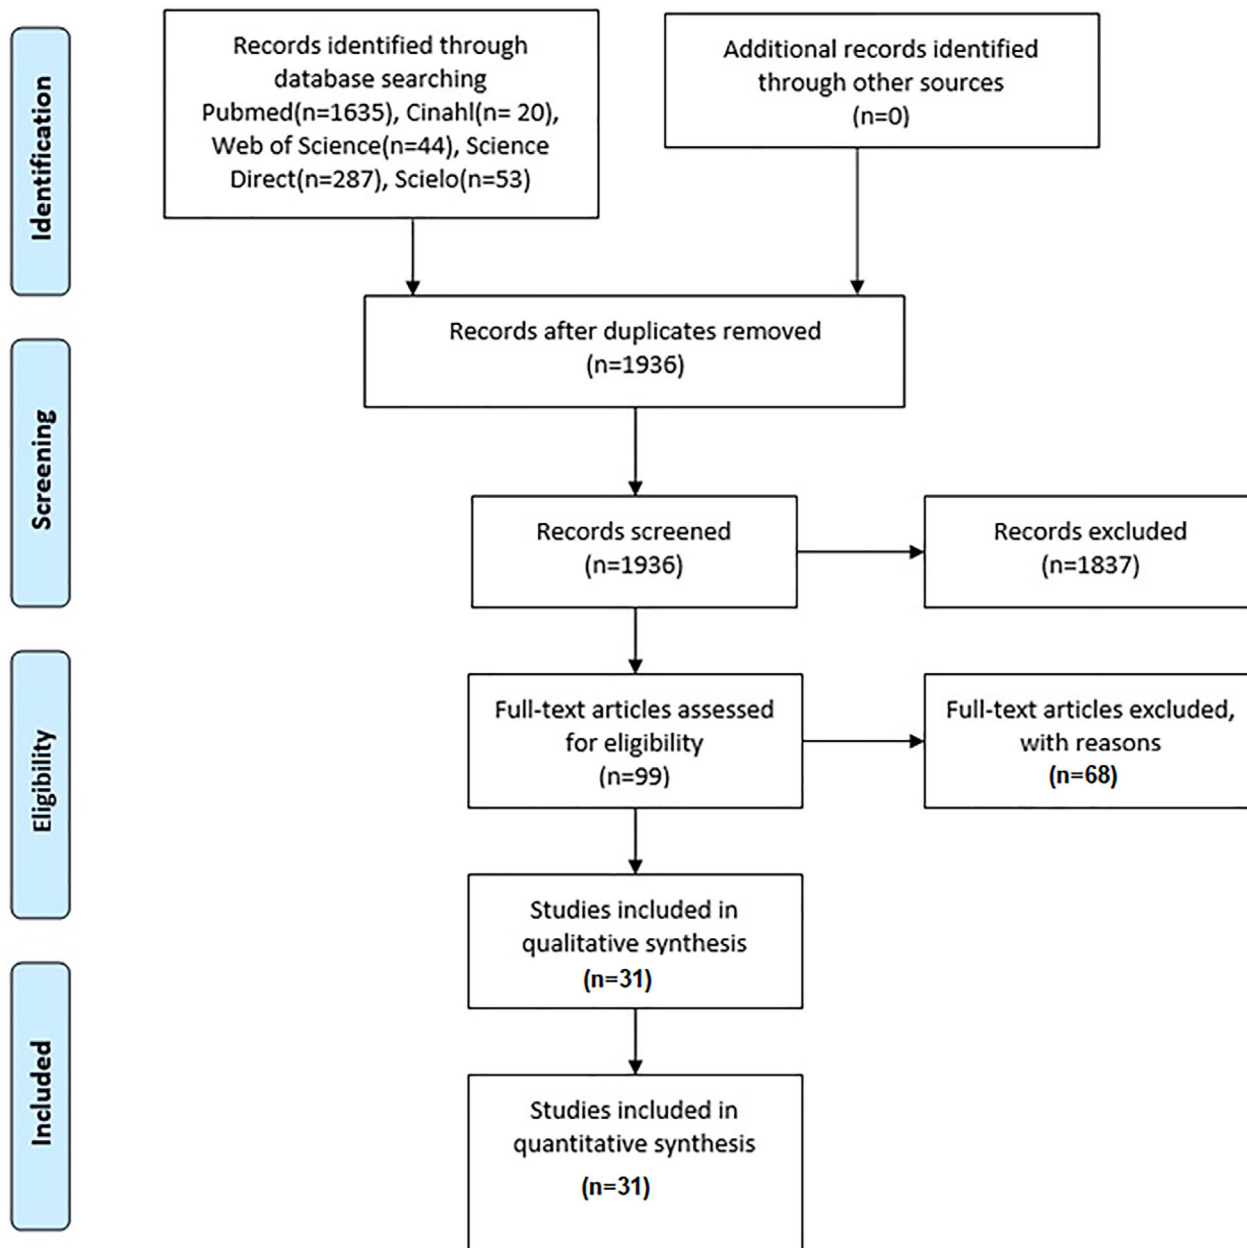 Identification
Records identified through
database searching
Pubmed(n=1635), Cinahl(n= 20),
Web of Science(n=44), Science
Direct(n=287), Scielo(n=53)
Additional records identified
through other sources
(n=0)
Records after duplicates removed
(n=1936)
Screening
Records screened
(n=1936)
Records excluded
(n=1837)
Eligibility
Full-text articles assessed
for eligibility
(n=99)
Full-text articles excluded,
with reasons
(n=68)
Studies included in
qualitative synthesis
(n=31)
Included
Studies included in
quantitative synthesis
(n=31)